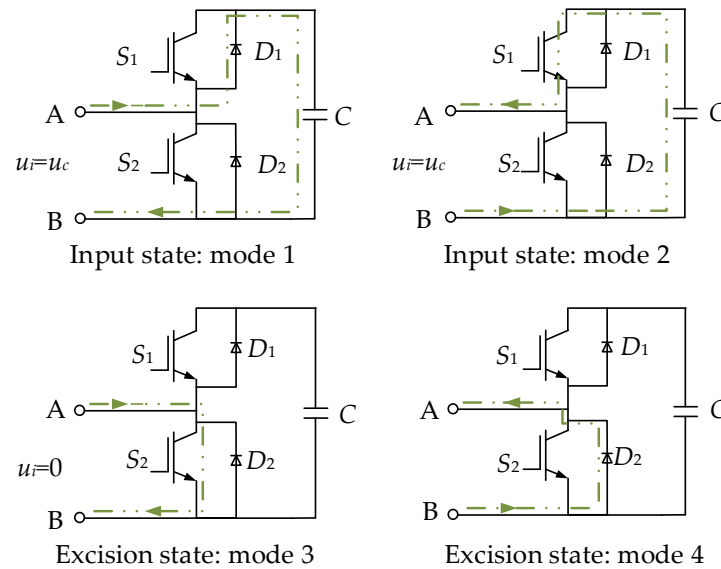 S1
D1
A
C
ui=uc
S2
D2
B
Input state: mode 1
S1
D1
A
C
ui=uc
S2
D2
B
Input state: mode 2
S1
D1
A
C
ui=0
S2
D2
B
Excision state: mode 3
S1
D1
A
C
S2
D2
B
Excision state: mode 4